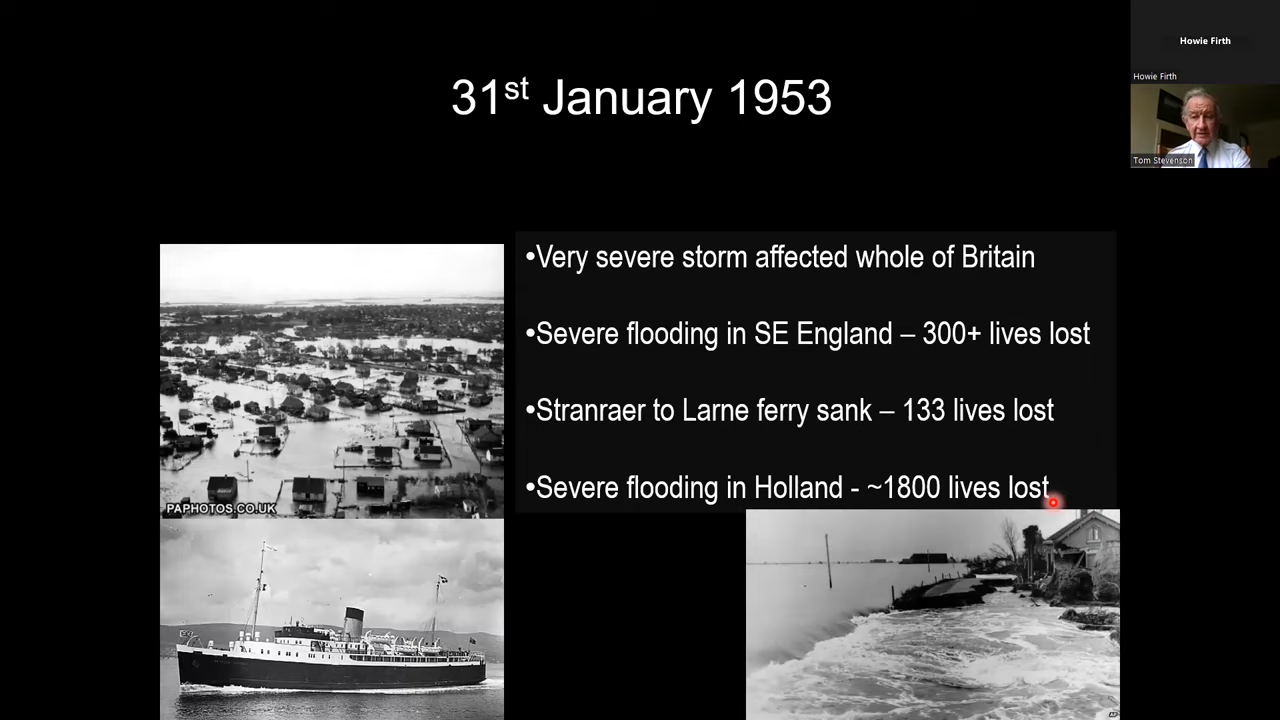 Howie Firth
Howie Firth
Tom Stevenson
31st January 1953
•Very severe storm affected whole of Britain
•Severe flooding in SE England – 300+ lives lost
•Stranraer to Larne ferry sank – 133 lives lost
•Severe flooding in Holland - ~1800 lives lost
PAPHOTOS.CO.UK